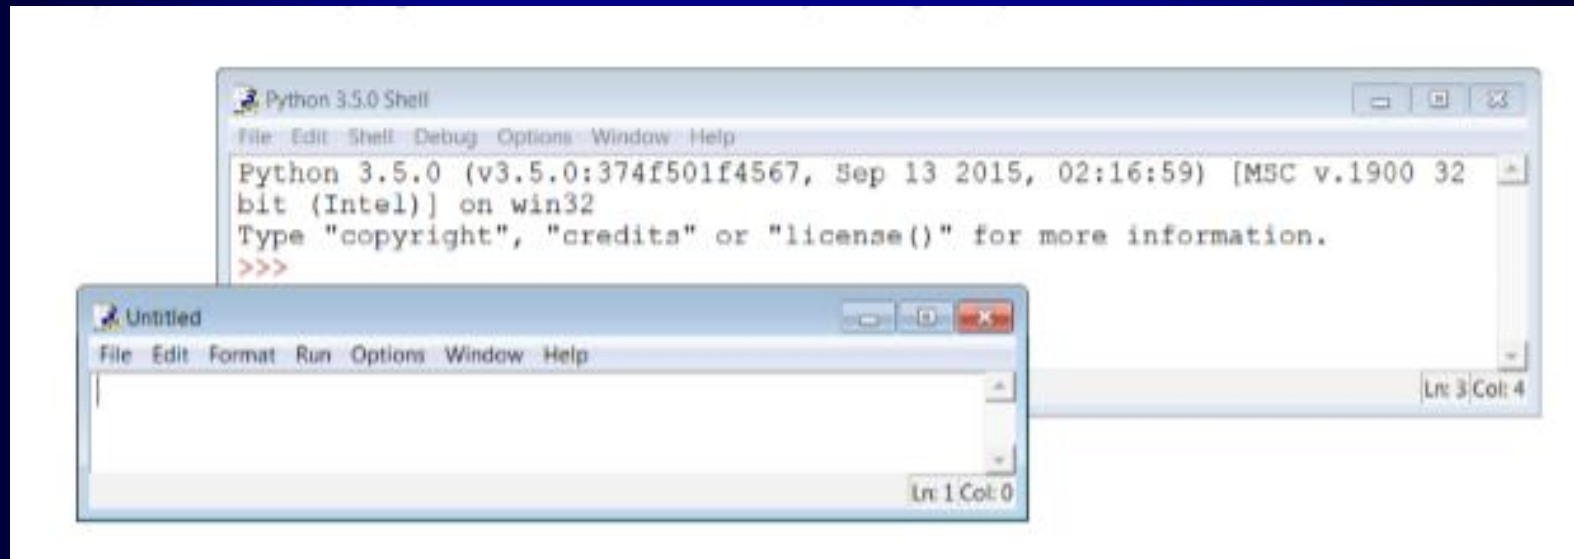 Python 3.5.0 Shell
File Edit Shell Debug Options Window Help
Python 3.5.0 (v3.5.0:374f501f4567, Sep 13 2015, 02:16:59) [MSC v.1900 32
bit (Intel)] on win32
Type "copyright", "credits" or "license()" for more information.
>>>
Ln: 3 Col: 4
Untitled
File Edit Format Run Options Window Help
Ln: 1 Col: 0